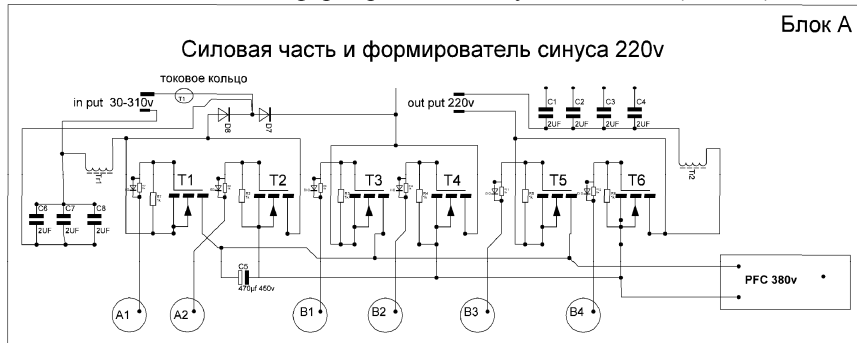 Блок А
Силовая часть и формирователь синуса 220v
токовое кольцо
in put 30-310v
T1
D8
D7
out put 220v
C1
2UF
C2
2UF
C3
2UF
C4
2UF
Tr1
Tr2
T1
T2
T3
T4
T5
T6
C6
2UF
C7
2UF
C8
2UF
C5
470µf 450v
PFC 380v
A1
A2
B1
B2
B3
B4